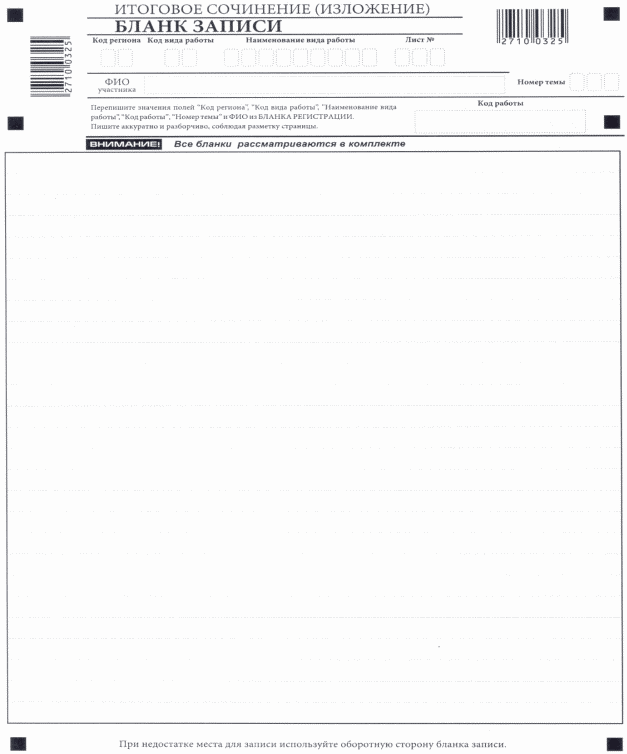 ИТОГОВОЕ СОЧИНЕНИЕ (ИЗЛОЖЕНИЕ)
БЛАНК ЗАПИСИ
Код региона Код вида работы Наименование вида работы Лист №
2710 0325
2710 0325
ФИО
участника
Номер темы
Перепишите значения полей "Код региона", "Код вида работы", "Наименование вида
работы", "Код работы", "Номер темы" и ФИО из БЛАНКА РЕГИСТРАЦИИ.
Пишите аккуратно и разборчиво, соблюдая разметку страницы.
Код работы
ВНИМАНИЕ! Все бланки рассматриваются в комплекте
При недостатке места для записи используйте оборотную сторону бланка записи.